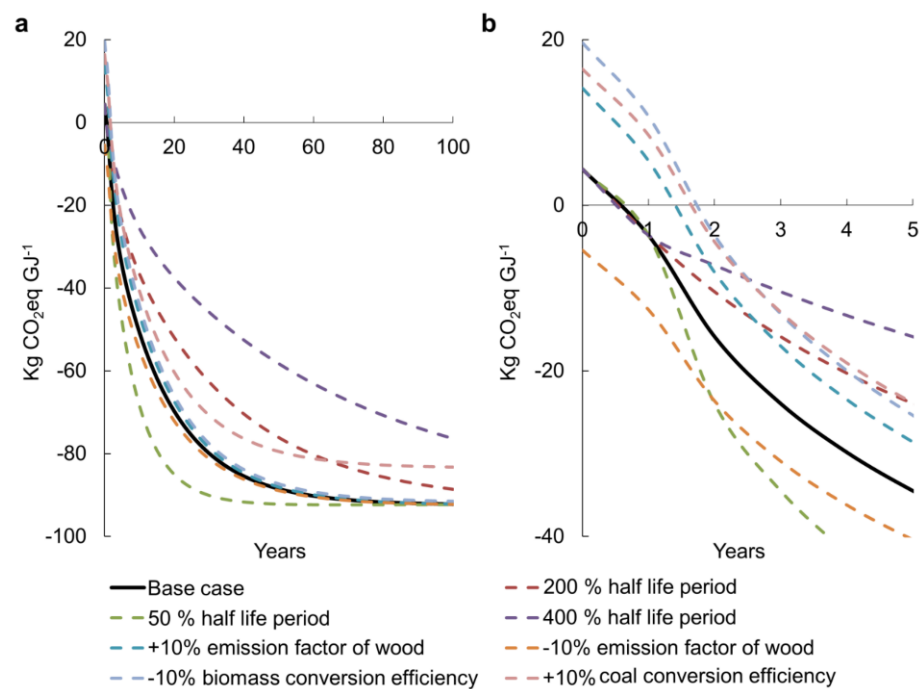 a
20
0
0 20 40 60 80 100
-20
-40
-60
-80
-100
Kg CO₂eq GJ⁻¹
Years
b
20
0
0 1 2 3 4 5
-20
-40
Kg CO₂eq GJ⁻¹
Years
Base case
50 % half life period
+10% emission factor of wood
-10% biomass conversion efficiency
200 % half life period
400 % half life period
-10% emission factor of wood
+10% coal conversion efficiency